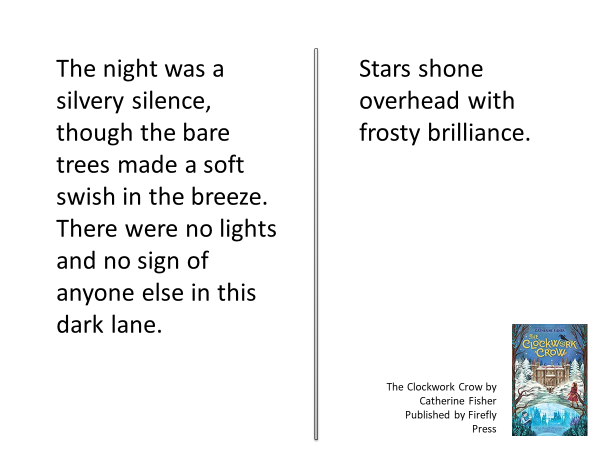 The night was a
silvery silence,
though the bare
trees made a soft
swish in the breeze.
There were no lights
and no sign of
anyone else in this
dark lane.
Stars shone
overhead with
frosty brilliance.
The Clockwork Crow by
Catherine Fisher
Published by Firefly
Press
CATHERINE FISHER
THE
CLOCKWORK
CROW